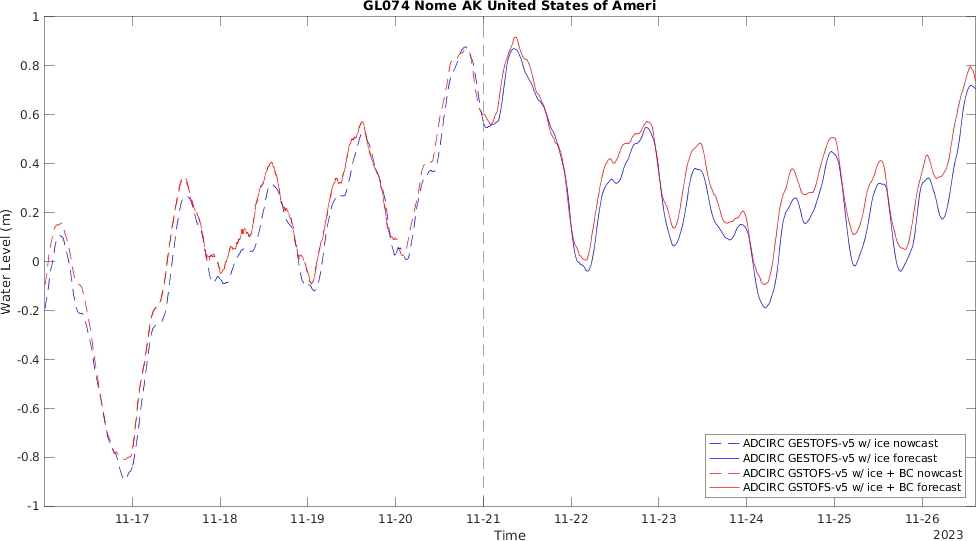 GL074 Nome AK United States of Ameri
1
0.8
0.6
0.4
0.2
0
-0.2
-0.4
-0.6
-0.8
-1
Water Level (m)
ADCIRC GESTOFS-v5 w/ ice nowcast
ADCIRC GESTOFS-v5 w/ ice forecast
ADCIRC GSTOFS-v5 w/ ice + BC nowcast
ADCIRC GSTOFS-v5 w/ ice + BC forecast
11-17 11-18 11-19 11-20 11-21 11-22 11-23 11-24 11-25 11-26
Time
2023